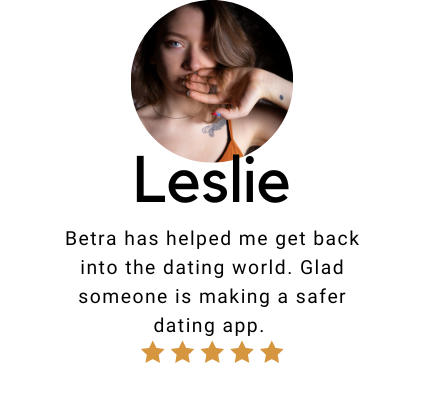 Leslie
Betra has helped me get back
into the dating world. Glad
someone is making a safer
dating app.